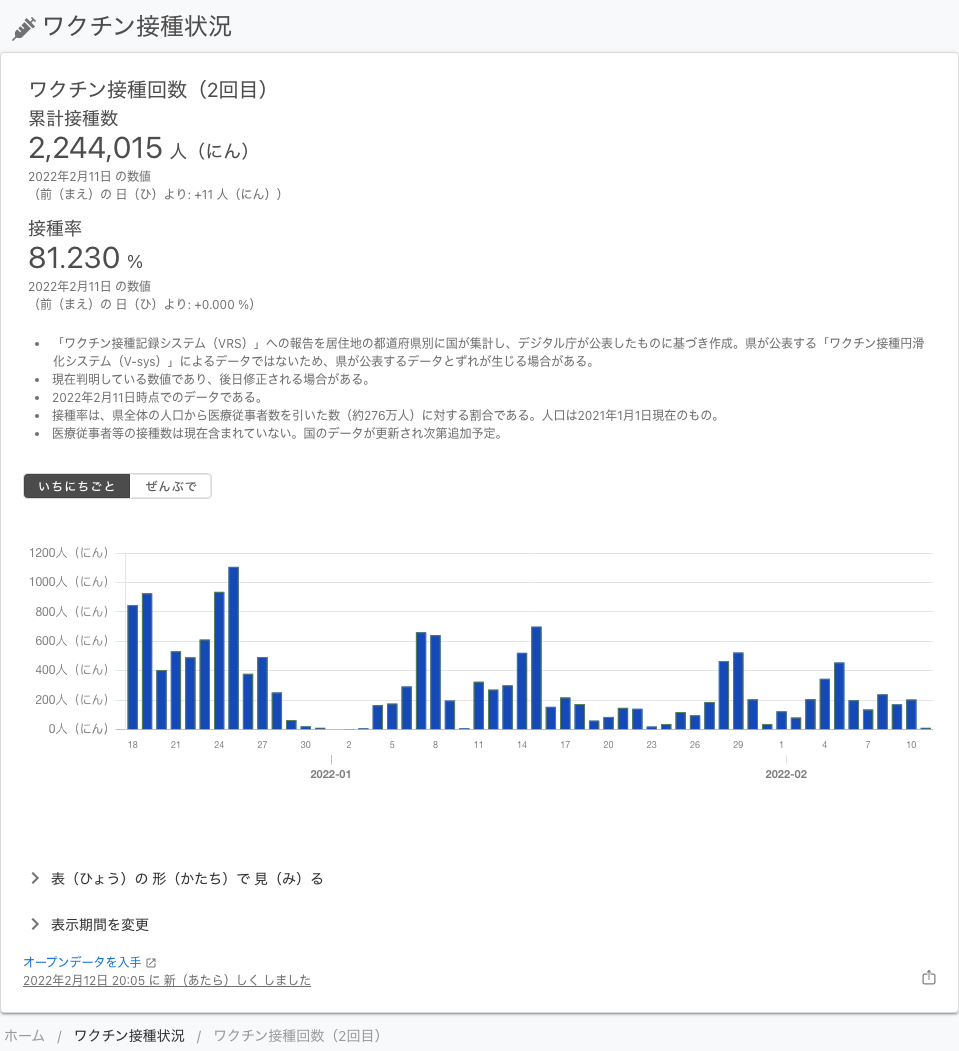 ワクチン接種状況
ワクチン接種回数（2回目）
累計接種数
2,244,015 人（にん）
2022年2月11日 の数値
（前（まえ）の 日（ひ）より: +11 人（にん））
接種率
81.230 %
2022年2月11日 の数値
（前（まえ）の 日（ひ）より: +0.000 %）
• 「ワクチン接種記録システム（VRS）」への報告を居住地の都道府県別に国が集計し、デジタル庁が公表したものに基づき作成。県が公表する「ワクチン接種円滑
化システム（V-sys）」によるデータではないため、県が公表するデータとずれが生じる場合がある。
• 現在判明している数値であり、後日修正される場合がある。
• 2022年2月11日時点でのデータである。
• 接種率は、県全体の人口から医療従事者数を引いた数（約276万人）に対する割合である。人口は2021年1月1日現在のもの。
• 医療従事者等の接種数は現在含まれていない。国のデータが更新され次第追加予定。
いちにちごと ぜんぶで
1200人（にん）
1000人（にん）
800人（にん）
600人（にん）
400人（にん）
200人（にん）
0人（にん）
18 21 24 27 30 2 5 8 11 14 17 20 23 26 29 1 4 7 10
2022-01 2022-02
表（ひょう）の 形（かたち）で 見（み）る
表示期間を変更
オープンデータを入手
2022年2月12日 20:05 に 新（あたら）しく しました
ホーム / ワクチン接種状況 / ワクチン接種回数（2回目）